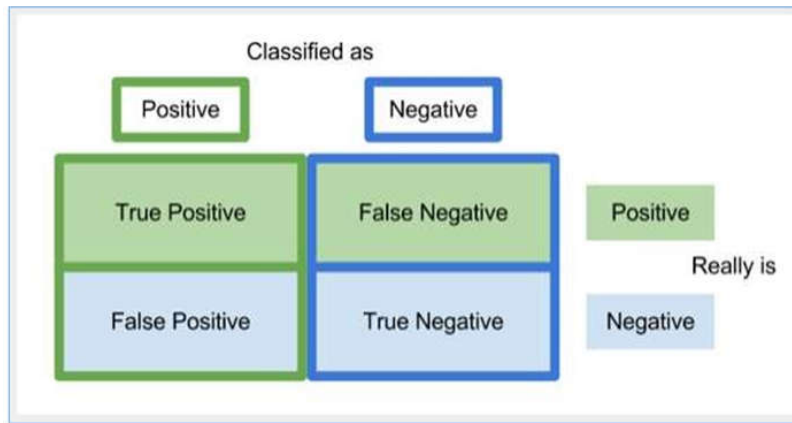 Classified as
Positive Negative
True Positive False Negative Positive
Really is
False Positive True Negative Negative